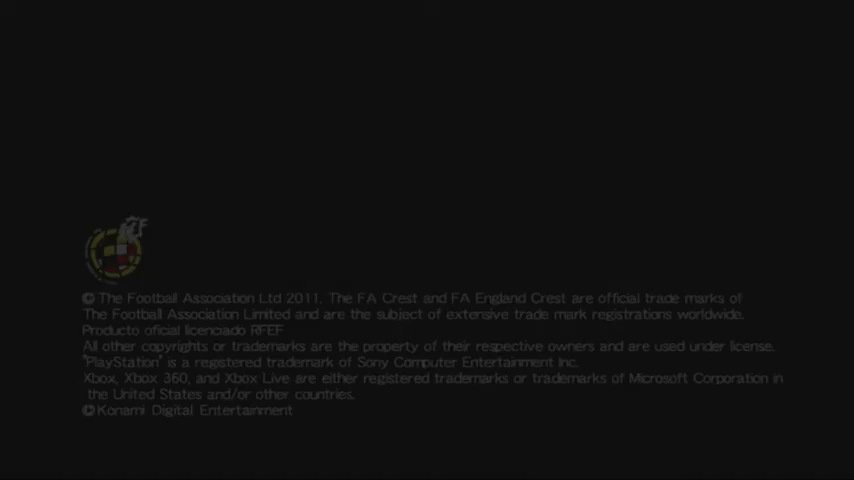 RFEF
© The Football Association Ltd 2011. The FA Crest and FA England Crest are official trade marks of
The Football Association Limited and are the subject of extensive trade mark registrations worldwide.
Producto oficial licenciado RFEF
All other copyrights or trademarks are the property of their respective owners and are used under license.
"PlayStation" is a registered trademark of Sony Computer Entertainment Inc.
Xbox, Xbox 360, and Xbox Live are either registered trademarks or trademarks of Microsoft Corporation in
the United States and/or other countries.
©Konami Digital Entertainment